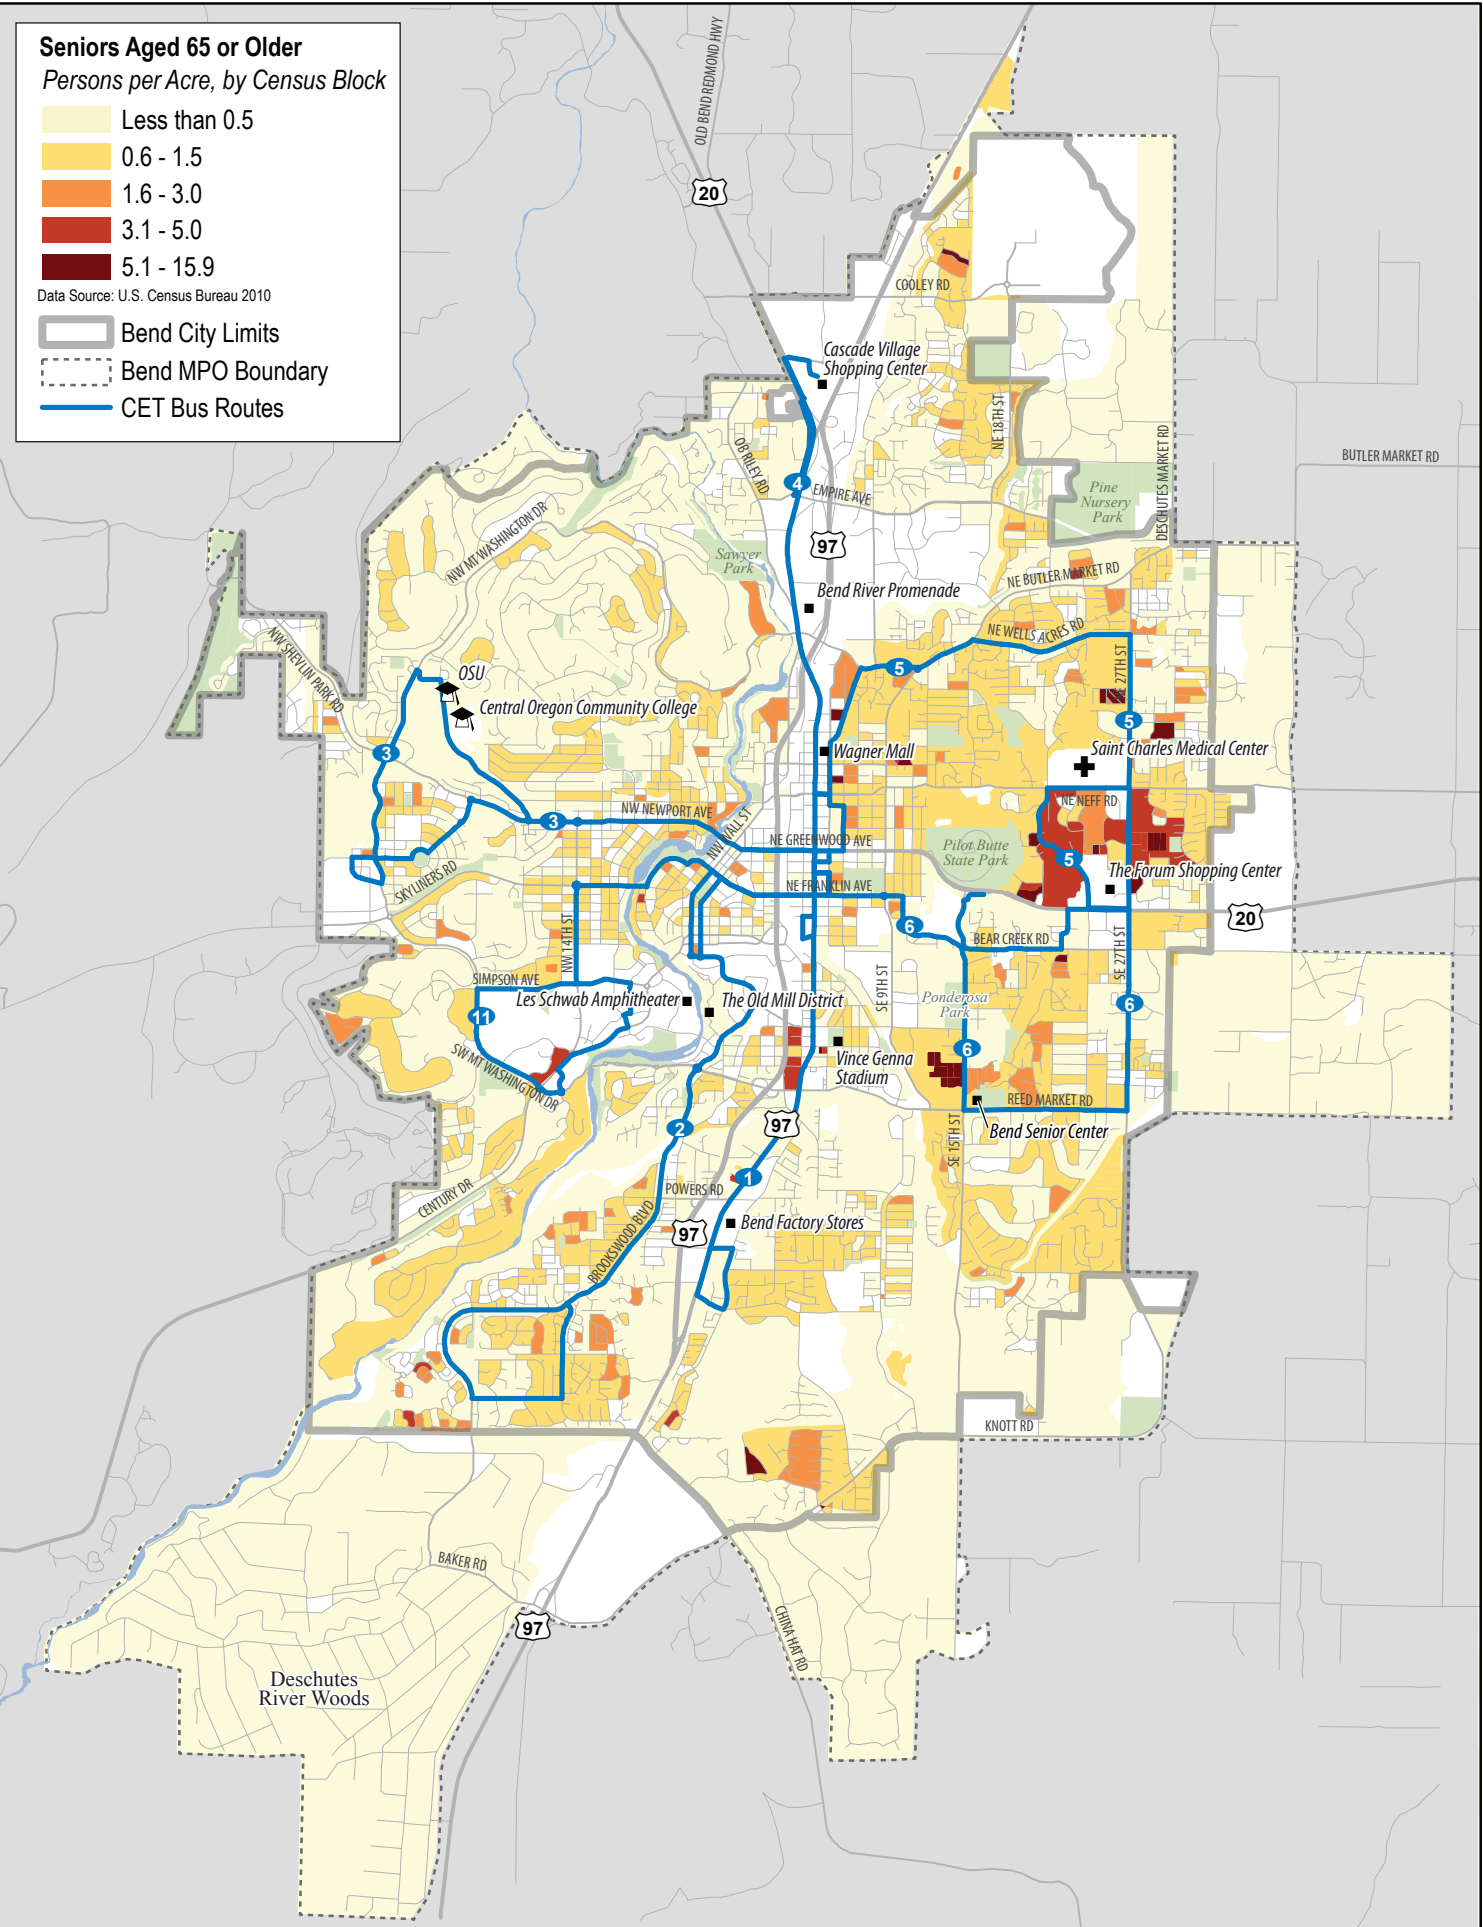 Seniors Aged 65 or Older
Persons per Acre, by Census Block
Less than 0.5
0.6 - 1.5
1.6 - 3.0
3.1 - 5.0
5.1 - 15.9
Data Source: U.S. Census Bureau 2010
Bend City Limits
Bend MPO Boundary
CET Bus Routes
OLD BEND REDMOND HWY
20
COOLEY RD
Cascade Village
Shopping Center
NE 18TH ST
OB RILEY RD
4
EMPIRE AVE
DESCHUTES MARKET RD
BUTLER MARKET RD
Pine
Nursery
Park
NW MT WASHINGTON DR
97
Sawyer
Park
NE BUTLER MARKET RD
Bend River Promenade
NE WELLS ACRES RD
NW SHEVLIN PARK RD
OSU
5
27TH ST
Central Oregon Community College
5
3
Wagner Mall
Saint Charles Medical Center
3
NW NEWPORT AVE
NE NEFF RD
NW WALL ST
NE GREENWOOD AVE
Pilot Butte
State Park
5
SKYLINERS RD
The Forum Shopping Center
NE FRANKLIN AVE
20
6
BEAR CREEK RD
NW 14TH ST
SE 27TH ST
SIMPSON AVE
SE 9TH ST
Les Schwab Amphitheater
The Old Mill District
Ponderosa
Park
6
11
SW MT WASHINGTON DR
Vince Genna
Stadium
6
REED MARKET RD
97
2
Bend Senior Center
SE 15TH ST
1
POWERS RD
CENTURY DR
Bend Factory Stores
97
BROOKSWOOD BLVD
KNOTT RD
BAKER RD
97
CHINA HAT RD
Deschutes
River Woods